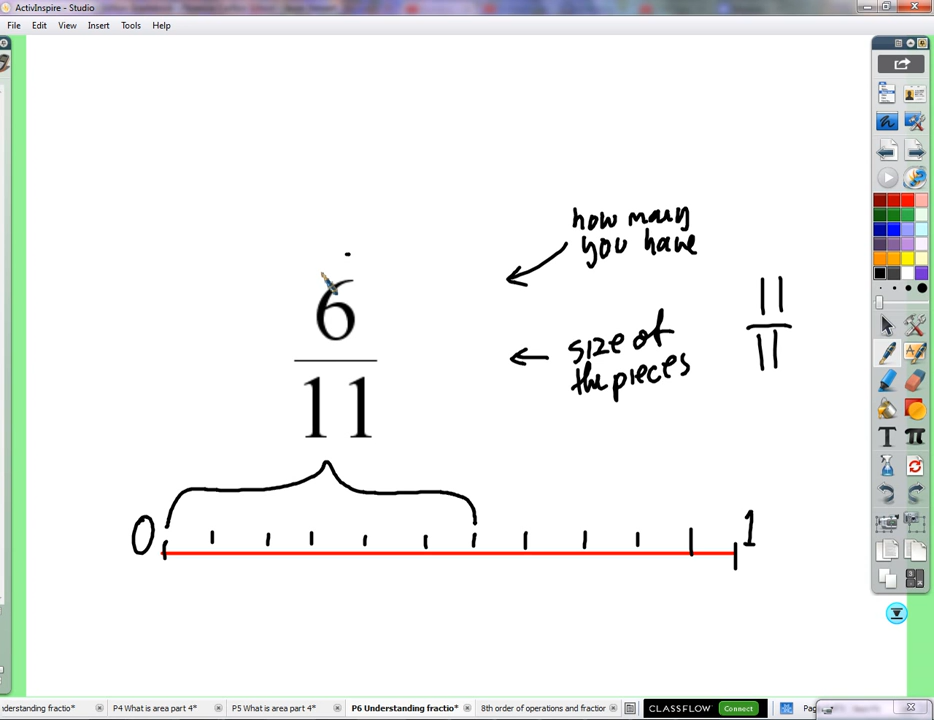 ActivInspire - Studio
File Edit View Insert Tools Help
how many
you have
6
11
size of
the pieces
11
11
0
1
nderstanding fractio*
P4 What is area part 4*
P5 What is area part 4*
P6 Understanding fractio*
8th order of operations and fraction
CLASSFLOW Connect
Pag